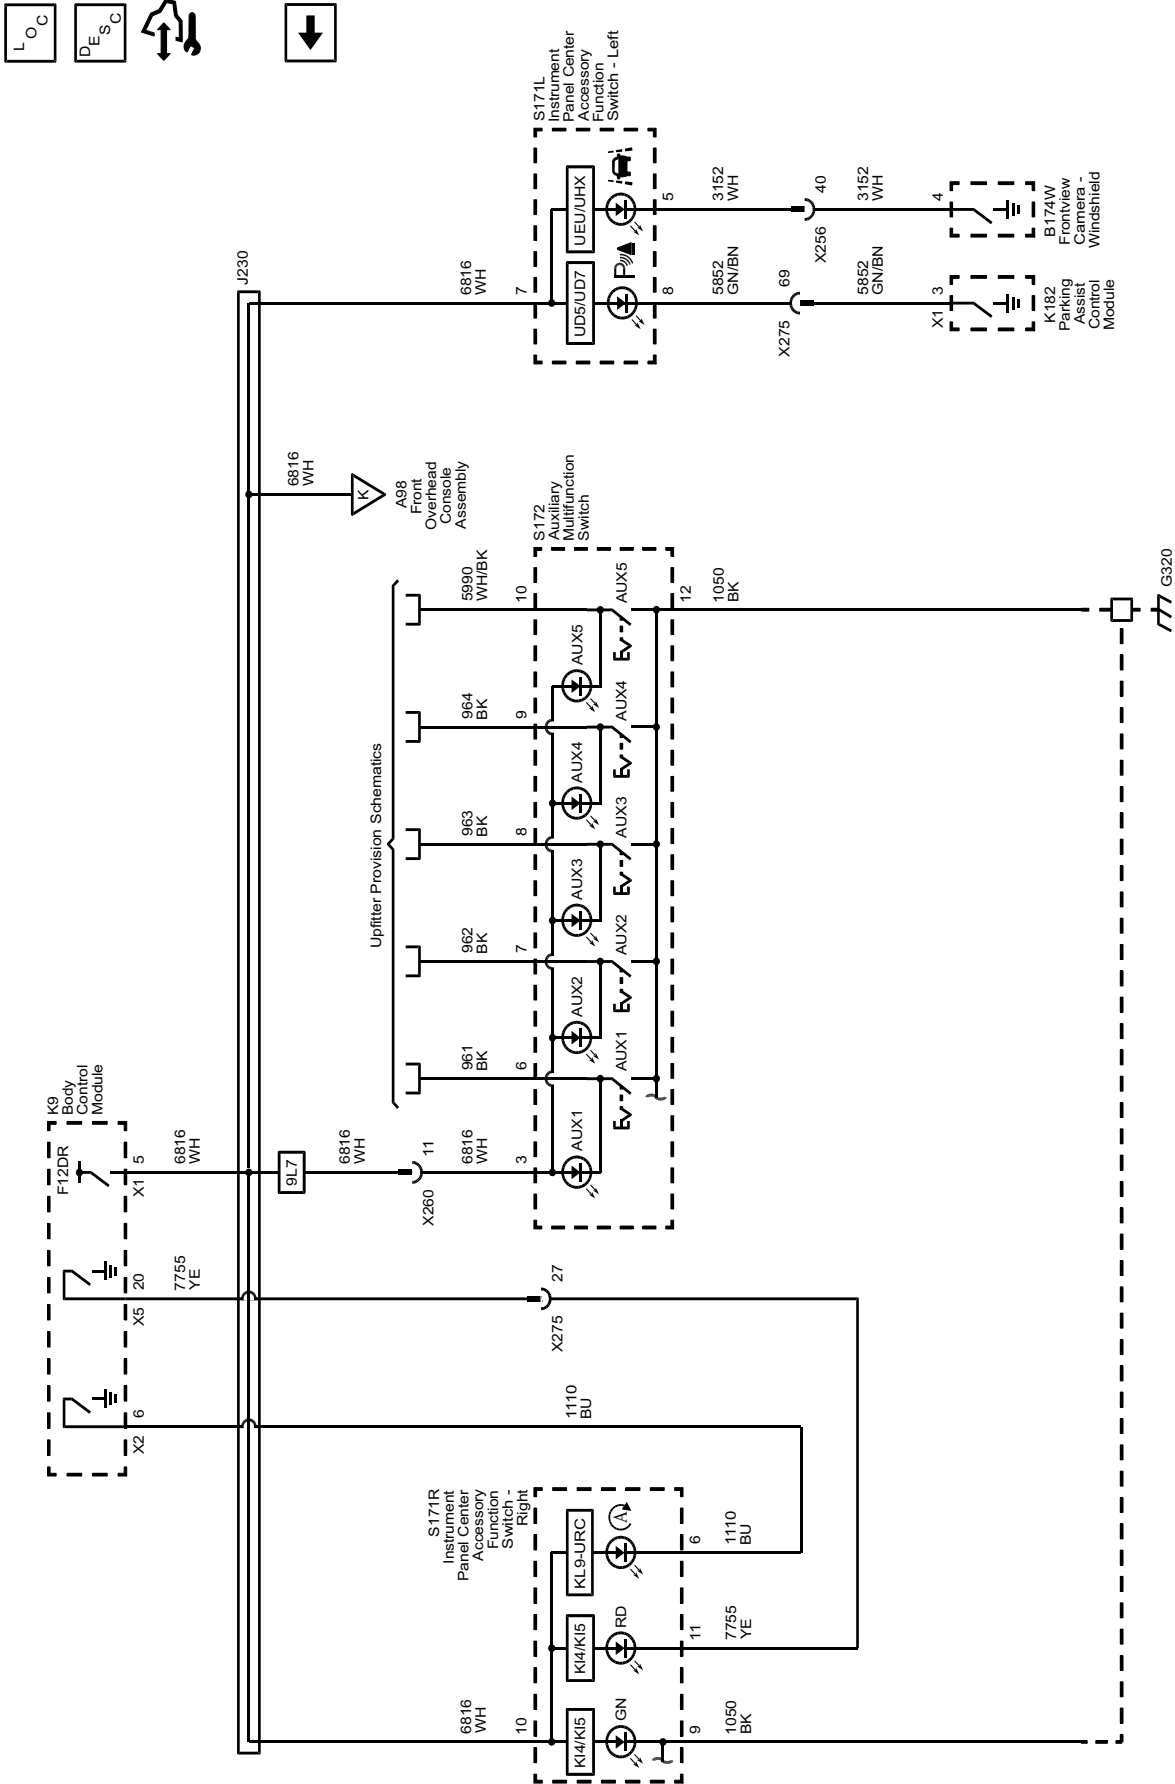 LOC
DESC
K9
Body
Control
Module
F12DR
X2
6
X5
20
X1
5
7755
YE
6816
WH
J230
9L7
6816
WH
X260
11
6816
WH
6816
WH
K
A98
Front
Overhead
Console
Assembly
6816
WH
7
S171L
Instrument
Panel Center
Accessory
Function
Switch - Left
UD5/UD7
UEU/UHX
P
8
5
5852
GN/BN
3152
WH
X275
69
X256
40
5852
GN/BN
3152
WH
X1
3
4
K182
Parking
Assist
Control
Module
B174W
Frontview
Camera -
Windshield
Upfitter Provision Schematics
961
BK
962
BK
963
BK
964
BK
5990
WH/BK
3
6
7
8
9
10
S172
Auxiliary
Multifunction
Switch
AUX1
AUX2
AUX3
AUX4
AUX5
AUX1
AUX2
AUX3
AUX4
AUX5
12
1050
BK
G320
X275
27
1110
BU
S171R
Instrument
Panel Center
Accessory
Function
Switch -
Right
6816
WH
10
KI4/KI5
KI4/KI5
KL9-URC
GN
RD
A
9
11
6
1050
BK
7755
YE
1110
BU